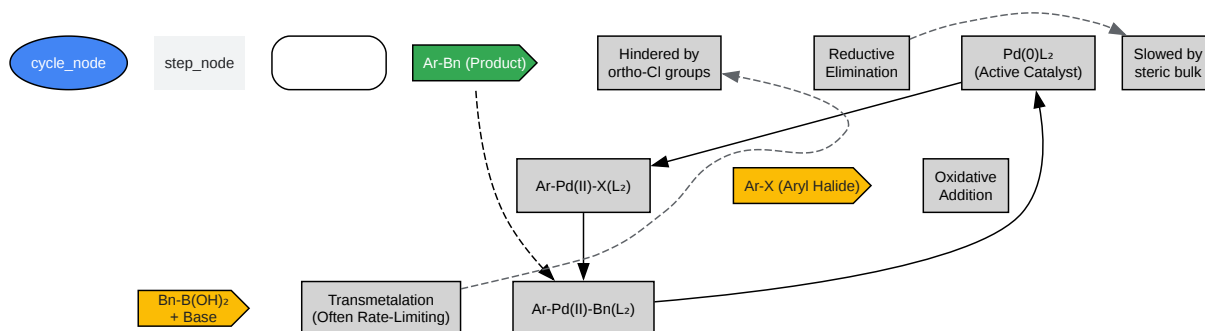 cycle_node
step_node
Ar-Bn (Product)
Hindered by
ortho-Cl groups
Reductive
Elimination
Pd(0)L₂
(Active Catalyst)
Slowed by
steric bulk
Ar-Pd(II)-X(L₂)
Ar-X (Aryl Halide)
Oxidative
Addition
Bn-B(OH)₂
+ Base
Transmetalation
(Often Rate-Limiting)
Ar-Pd(II)-Bn(L₂)